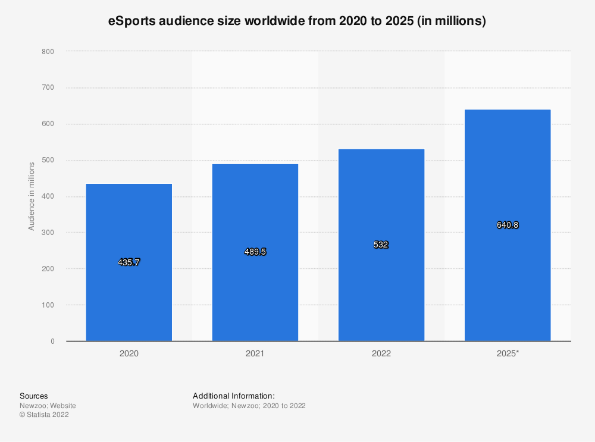 eSports audience size worldwide from 2020 to 2025 (in millions)
800
700
600
500
400
300
200
100
0
Audience in millions
435.7
489.5
532
640.8
2020
2021
2022
2025*
Sources
Newzoo; Website
© Statista 2022
Additional Information:
Worldwide; Newzoo; 2020 to 2022